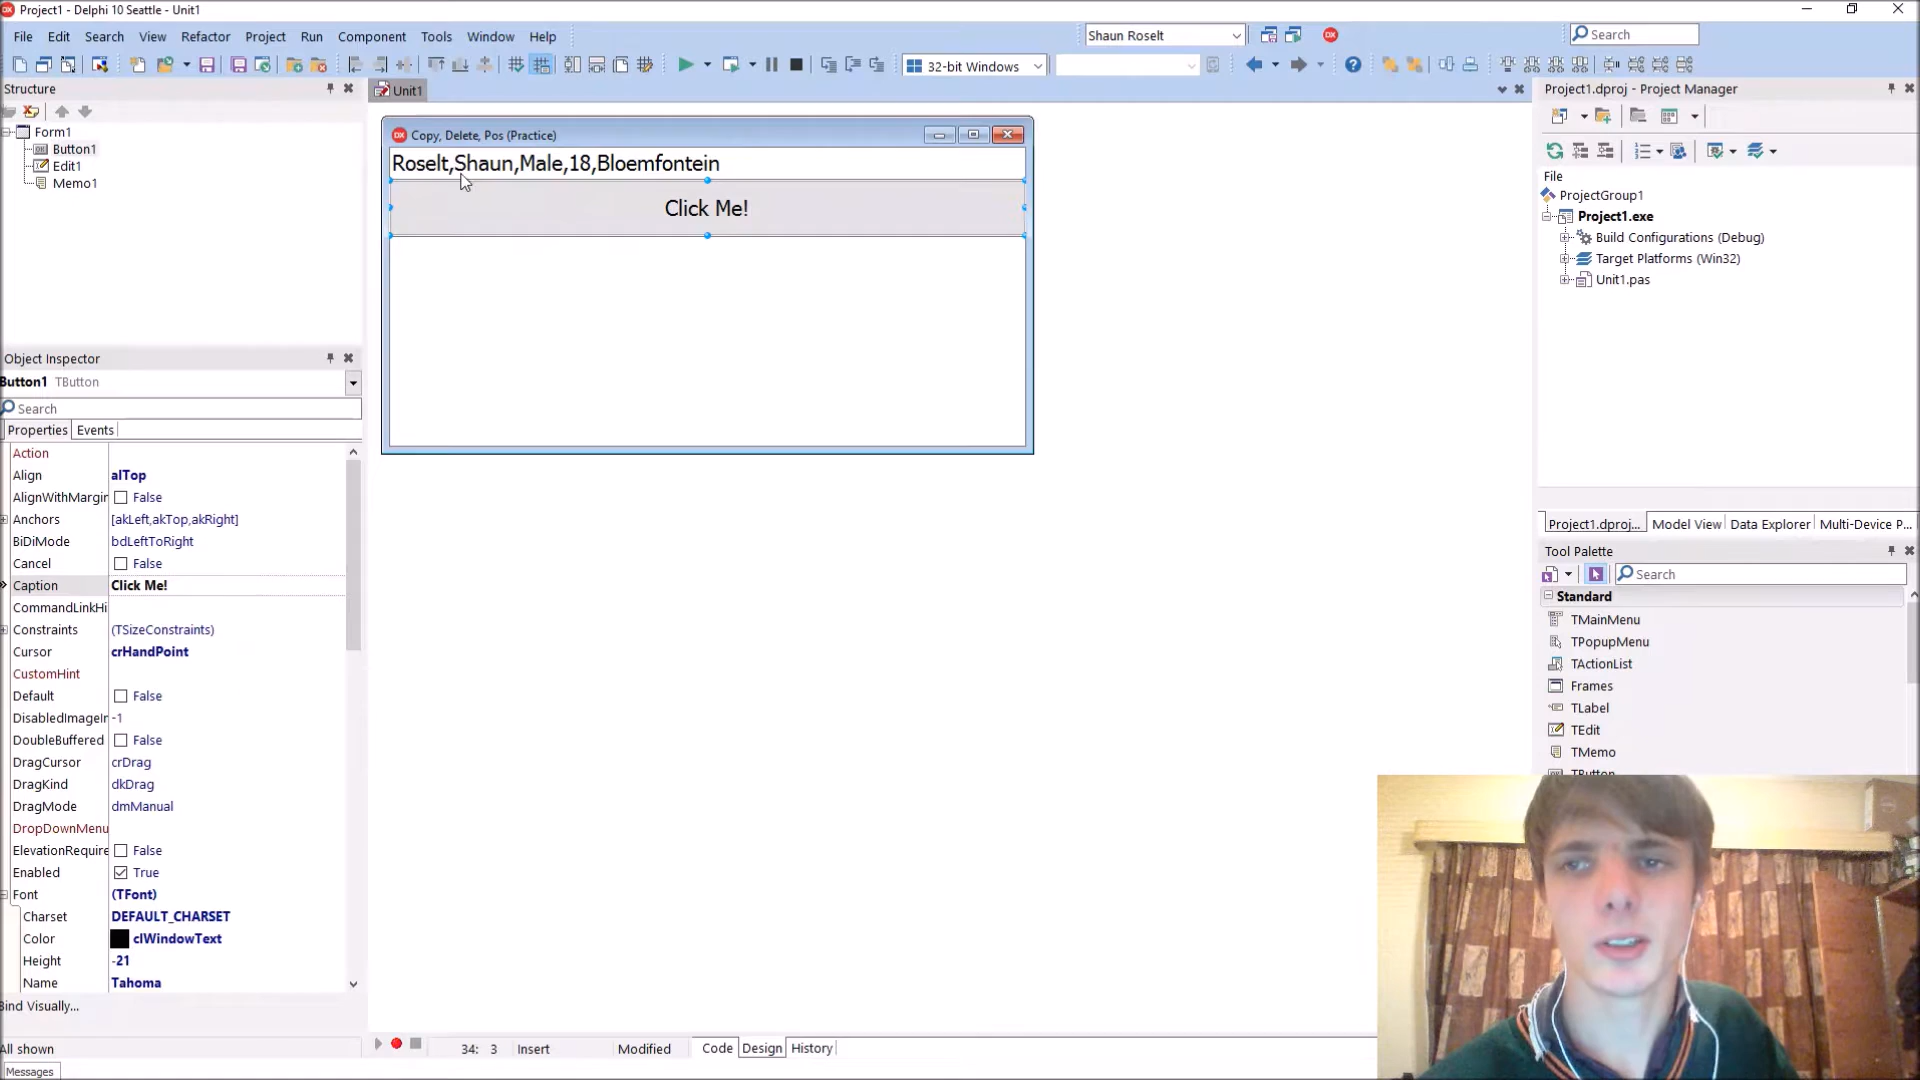 Project1 - Delphi 10 Seattle - Unit1
File Edit Search View Refactor Project Run Component Tools Window Help
Shaun Roselt
Search
32-bit Windows
Structure
Unit1
Project1.dproj - Project Manager
Form1
Button1
Edit1
Memo1
Copy, Delete, Pos (Practice)
Roselt,Shaun,Male,18,Bloemfontein
Click Me!
File
ProjectGroup1
Project1.exe
Build Configurations (Debug)
Target Platforms (Win32)
Unit1.pas
Object Inspector
Button1 TButton
Search
Properties Events
Action
Align alTop
AlignWithMargir False
Anchors [akLeft,akTop,akRight]
BiDiMode bdLeftToRight
Cancel False
Caption Click Me!
CommandLinkHi
Constraints (TSizeConstraints)
Cursor crHandPoint
CustomHint
Default False
DisabledImageIr -1
DoubleBuffered False
DragCursor crDrag
DragKind dkDrag
DragMode dmManual
DropDownMenu
ElevationRequire False
Enabled True
Font (TFont)
Charset DEFAULT_CHARSET
Color clWindowText
Height -21
Name Tahoma
Bind Visually...
All shown
Messages
34: 3 Insert Modified Code Design History
Project1.dproj... Model View Data Explorer Multi-Device P...
Tool Palette
Search
Standard
TMainMenu
TPopupMenu
TActionList
Frames
TLabel
TEdit
TMemo
TButton